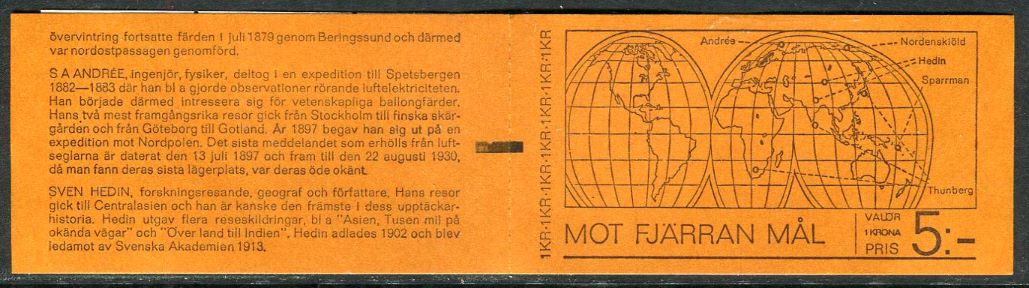 övervintring fortsatte färden i juli 1879 genom Beringssund och därmed
var nordostpassagen genomförd.
S A ANDRÉE, ingenjör, fysiker, deltog i en expedition till Spetsbergen
1882—1883 där han bl a gjorde observationer rörande luftelektriciteten.
Han började därmed intressera sig för vetenskapliga ballongfärder.
Hans två mest framgångsrika resor gick från Stockholm till finska skär-
gården och från Göteborg till Gotland. År 1897 begav han sig ut på en
expedition mot Nordpolen. Det sista meddelandet som erhölls från luft-
seglarna är daterat den 13 juli 1897 och fram till den 22 augusti 1930,
då man fann deras sista lägerplats, var deras öde okänt.
SVEN HEDIN, forskningsresande, geograf och författare. Hans resor
gick till Centralasien och han är kanske den främste i dess upptäckar-
historia. Hedin utgav flera reseskildringar, bl a "Asien, Tusen mil på
okända vägar" och "Över land till Indien". Hedin adlades 1902 och blev
ledamot av Svenska Akademien 1913.
1KR·1KR·1KR·1KR·1KR·1KR·1KR
Andrée
Nordenskiöld
Hedin
Sparrman
Thunberg
MOT FJÄRRAN MÅL
VALÖR
1 KRONA
PRIS
5:-